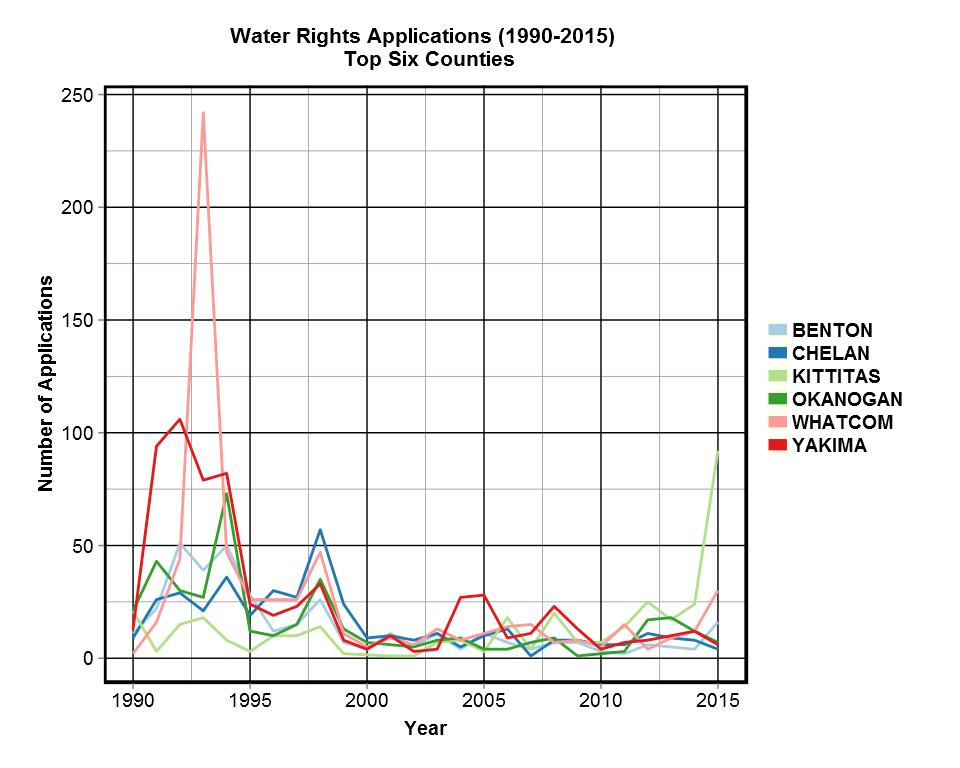 Water Rights Applications (1990-2015)
Top Six Counties
Number of Applications
250
200
150
100
50
0
1990
1995
2000
2005
2010
2015
Year
BENTON
CHELAN
KITTITAS
OKANOGAN
WHATCOM
YAKIMA